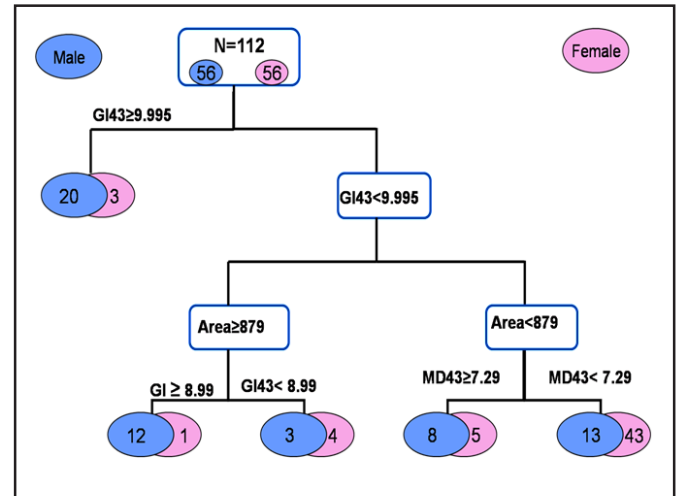 Male
N=112
56 56
Female
GI43≥9.995
20 3
GI43<9.995
Area≥879
Area<879
GI ≥ 8.99
GI43< 8.99
MD43≥7.29
MD43< 7.29
12 1
3 4
8 5
13 43